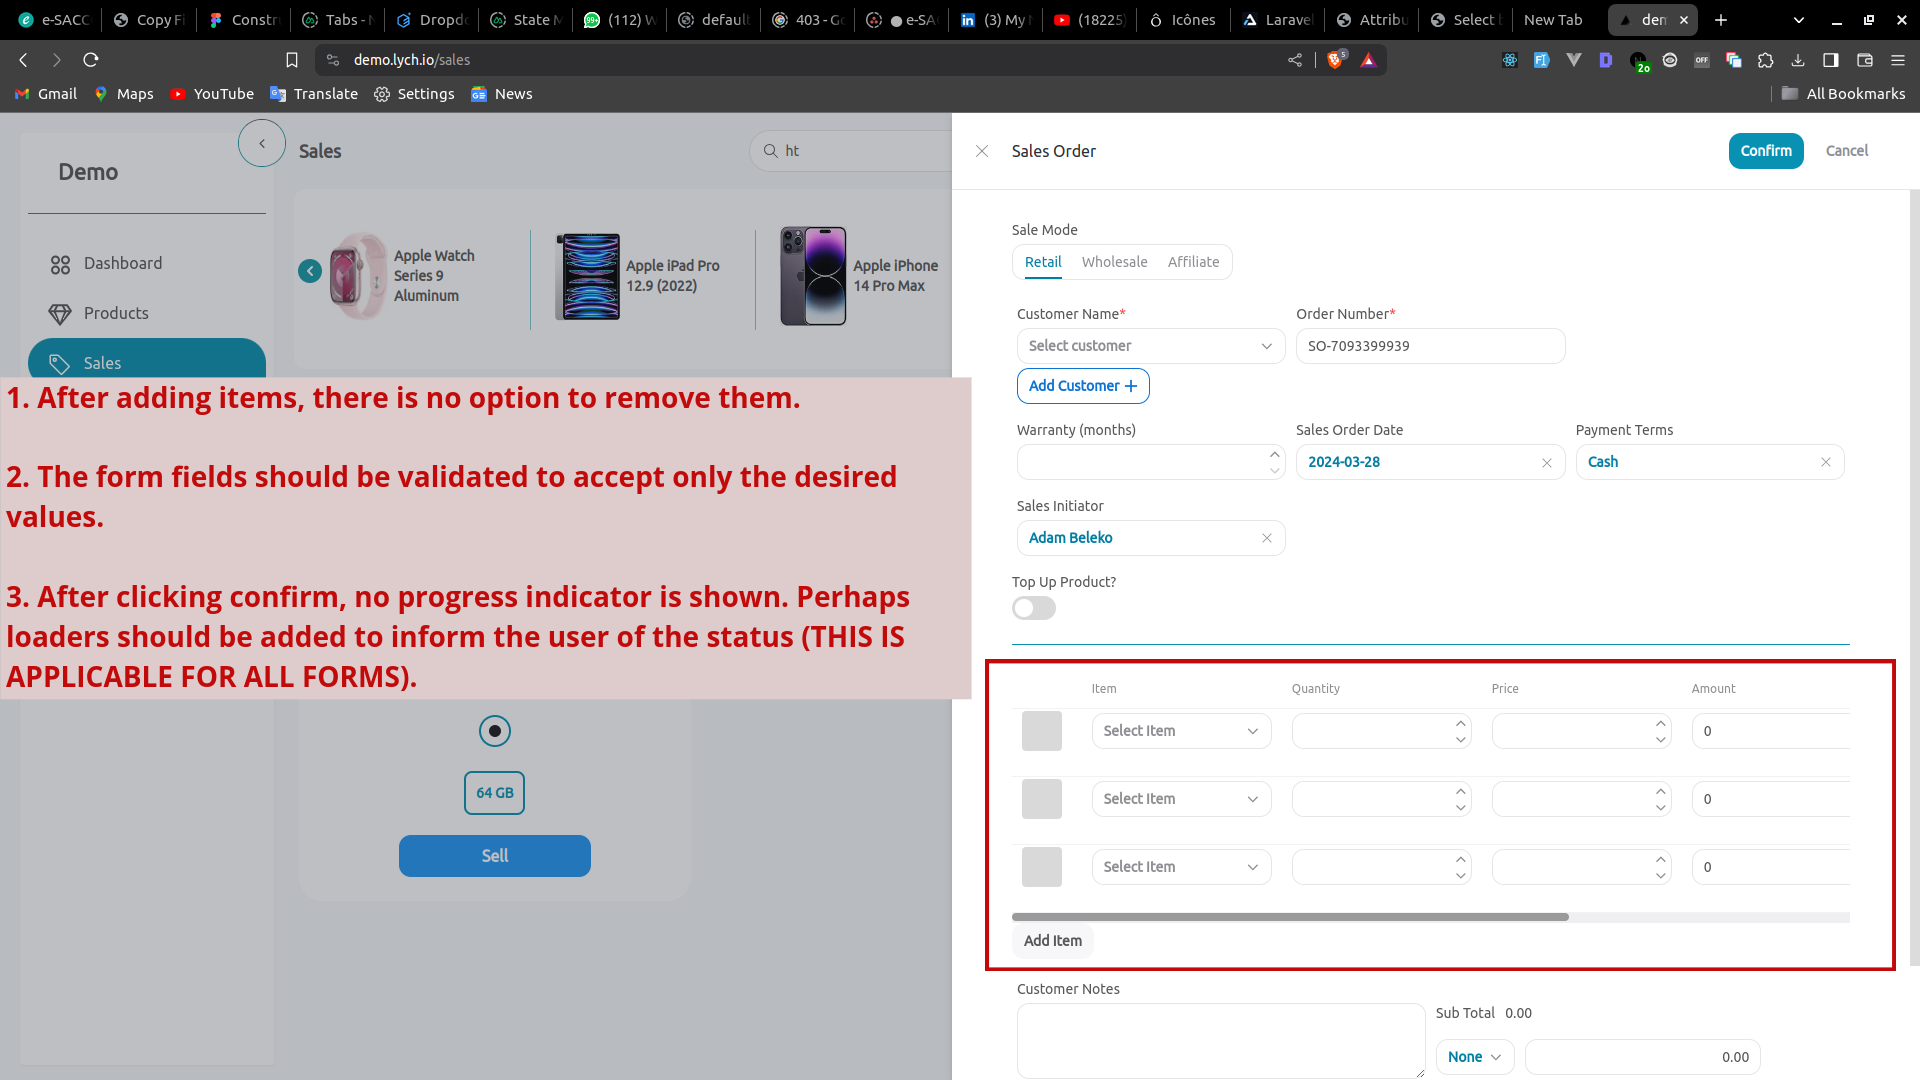 e-SACC
Copy Fi
Constru
Tabs - N
Dropdo
State M
(112) W
default
403 - Go
e-SA
(3) My N
(18225)
Icônes
Laravel
Attribu
Select b
New Tab
dem
demo.lych.io/sales
5
OFF
2o
Gmail
Maps
YouTube
Translate
Settings
News
All Bookmarks
Demo
Dashboard
Products
Sales
Sales
ht
Apple Watch
Series 9
Aluminum
Apple iPad Pro
12.9 (2022)
Apple iPhone
14 Pro Max
1. After adding items, there is no option to remove them.
2. The form fields should be validated to accept only the desired
values.
3. After clicking confirm, no progress indicator is shown. Perhaps
loaders should be added to inform the user of the status (THIS IS
APPLICABLE FOR ALL FORMS).
64 GB
Sell
Sales Order
Confirm
Cancel
Sale Mode
Retail Wholesale Affiliate
Customer Name* Order Number*
Select customer SO-7093399939
Add Customer
Warranty (months) Sales Order Date Payment Terms
2024-03-28 Cash
Sales Initiator
Adam Beleko
Top Up Product?
Item Quantity Price Amount
Select Item 0
Select Item 0
Select Item 0
Add Item
Customer Notes
Sub Total 0.00
None 0.00